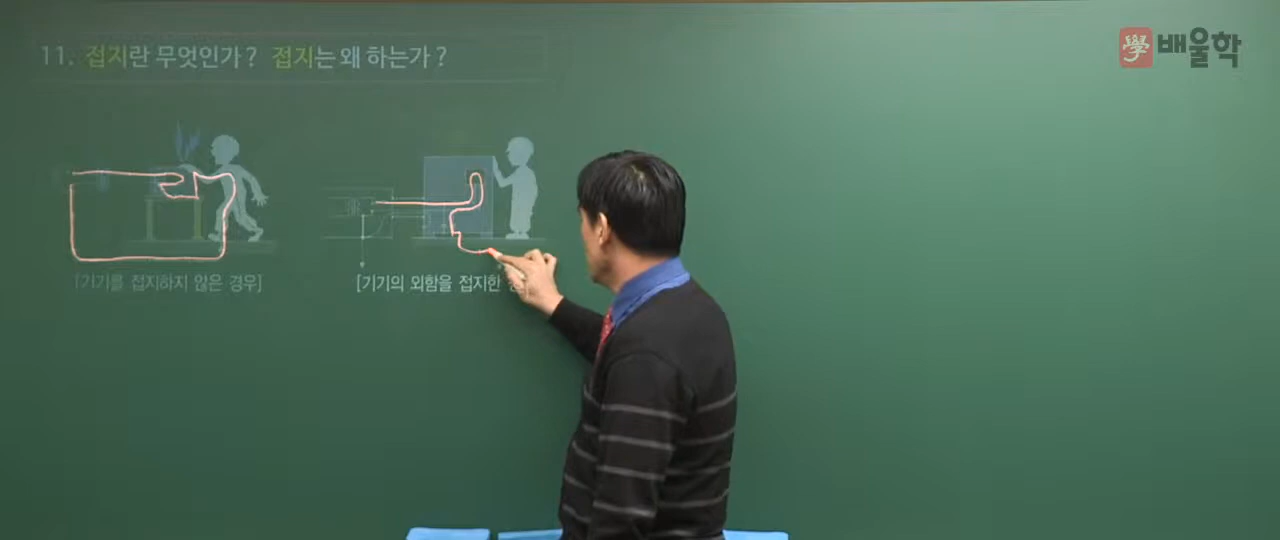 11. 접지란 무엇인가? 접지는 왜 하는가?
學 배울학
[기기를 접지하지 않은 경우]
[기기의 외함을 접지한